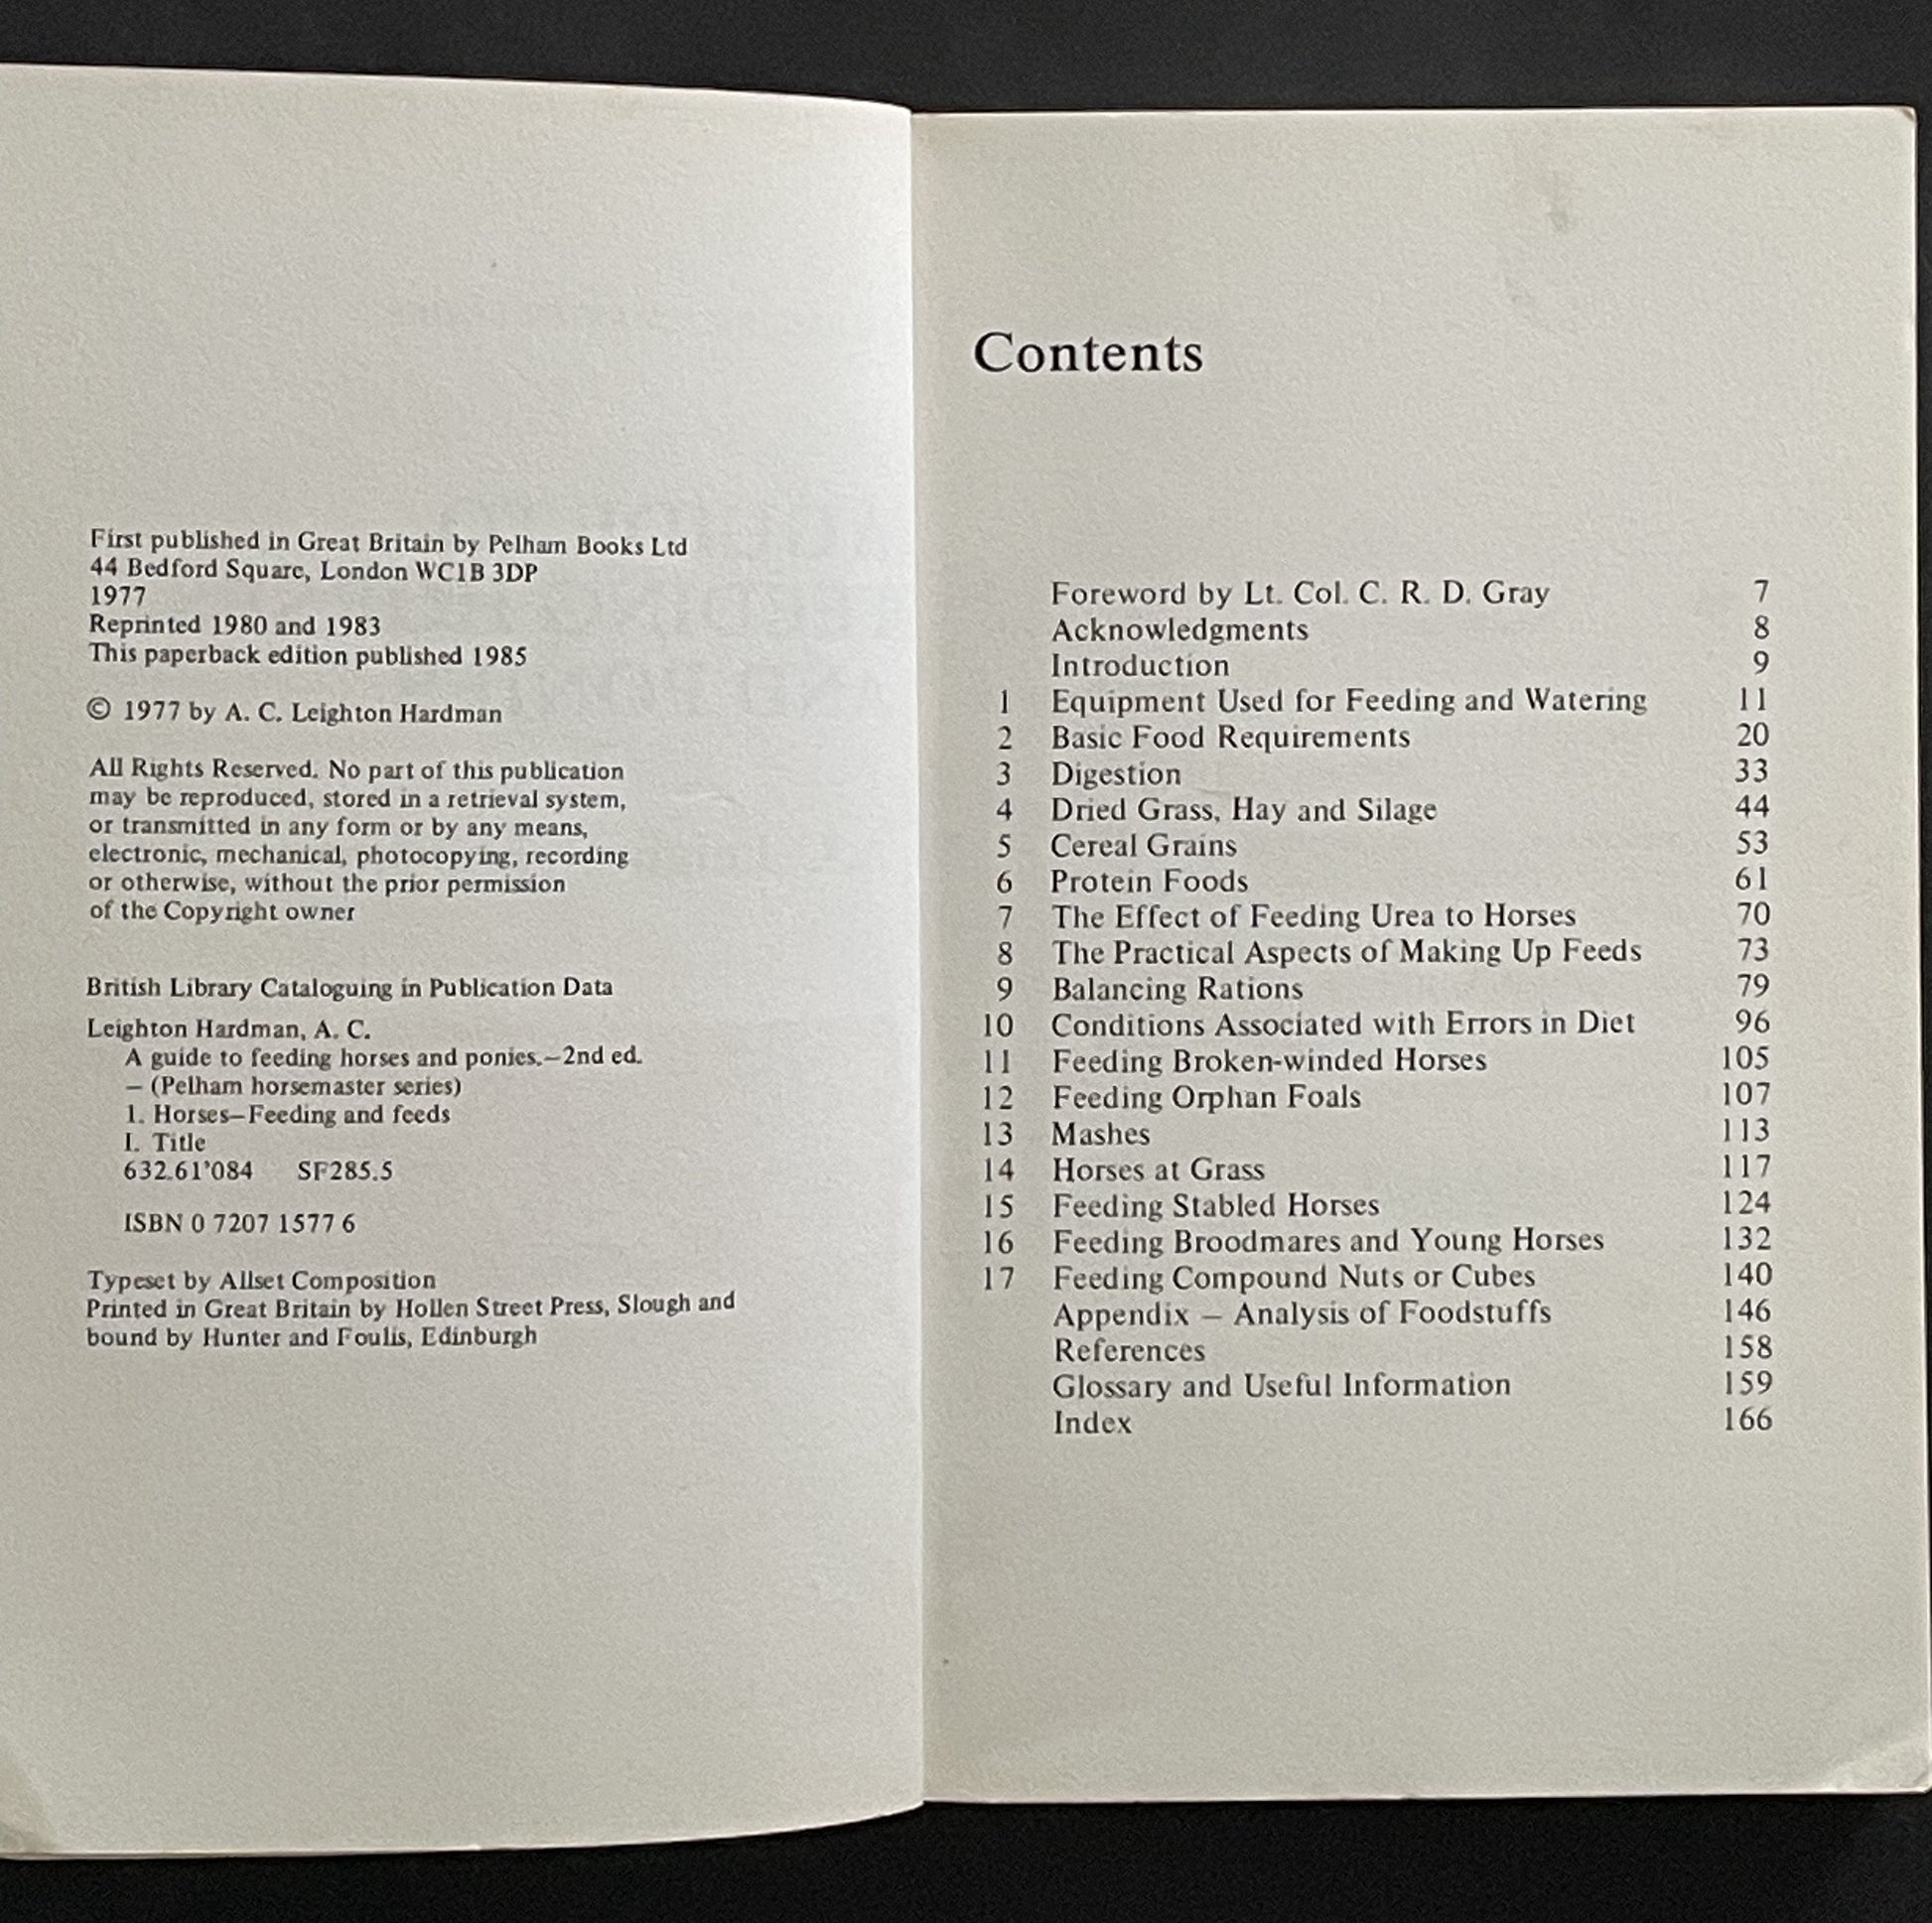 First published in Great Britain by Pelham Books Ltd
44 Bedford Square, London WC1B 3DP
1977
Reprinted 1980 and 1983
This paperback edition published 1985
© 1977 by A. C. Leighton Hardman
All Rights Reserved. No part of this publication
may be reproduced, stored in a retrieval system,
or transmitted in any form or by any means,
electronic, mechanical, photocopying, recording
or otherwise, without the prior permission
of the Copyright owner
British Library Cataloguing in Publication Data
Leighton Hardman, A. C.
A guide to feeding horses and ponies.—2nd ed.
– (Pelham horsemaster series)
1. Horses–Feeding and feeds
I. Title
632.61'084 SF285.5
ISBN 0 7207 1577 6
Typeset by Allset Composition
Printed in Great Britain by Hollen Street Press, Slough and
bound by Hunter and Foulis, Edinburgh
Contents
Foreword by Lt. Col. C. R. D. Gray 7
Acknowledgments 8
Introduction 9
1 Equipment Used for Feeding and Watering 11
2 Basic Food Requirements 20
3 Digestion 33
4 Dried Grass, Hay and Silage 44
5 Cereal Grains 53
6 Protein Foods 61
7 The Effect of Feeding Urea to Horses 70
8 The Practical Aspects of Making Up Feeds 73
9 Balancing Rations 79
10 Conditions Associated with Errors in Diet 96
11 Feeding Broken-winded Horses 105
12 Feeding Orphan Foals 107
13 Mashes 113
14 Horses at Grass 117
15 Feeding Stabled Horses 124
16 Feeding Broodmares and Young Horses 132
17 Feeding Compound Nuts or Cubes 140
Appendix – Analysis of Foodstuffs 146
References 158
Glossary and Useful Information 159
Index 166